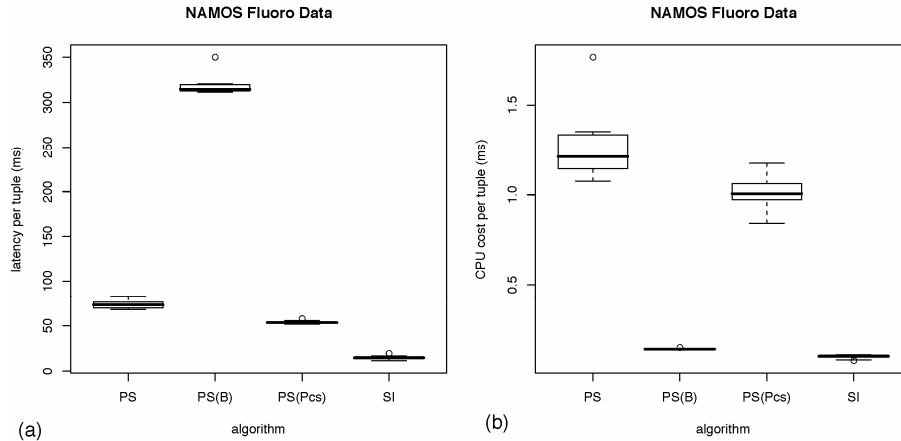 NAMOS Fluoro Data
latency per tuple (ms)
350
300
250
200
150
100
50
0
PS PS(B) PS(Pcs) SI
algorithm
(a)
NAMOS Fluoro Data
CPU cost per tuple (ms)
1.5
1.0
0.5
PS PS(B) PS(Pcs) SI
algorithm
(b)